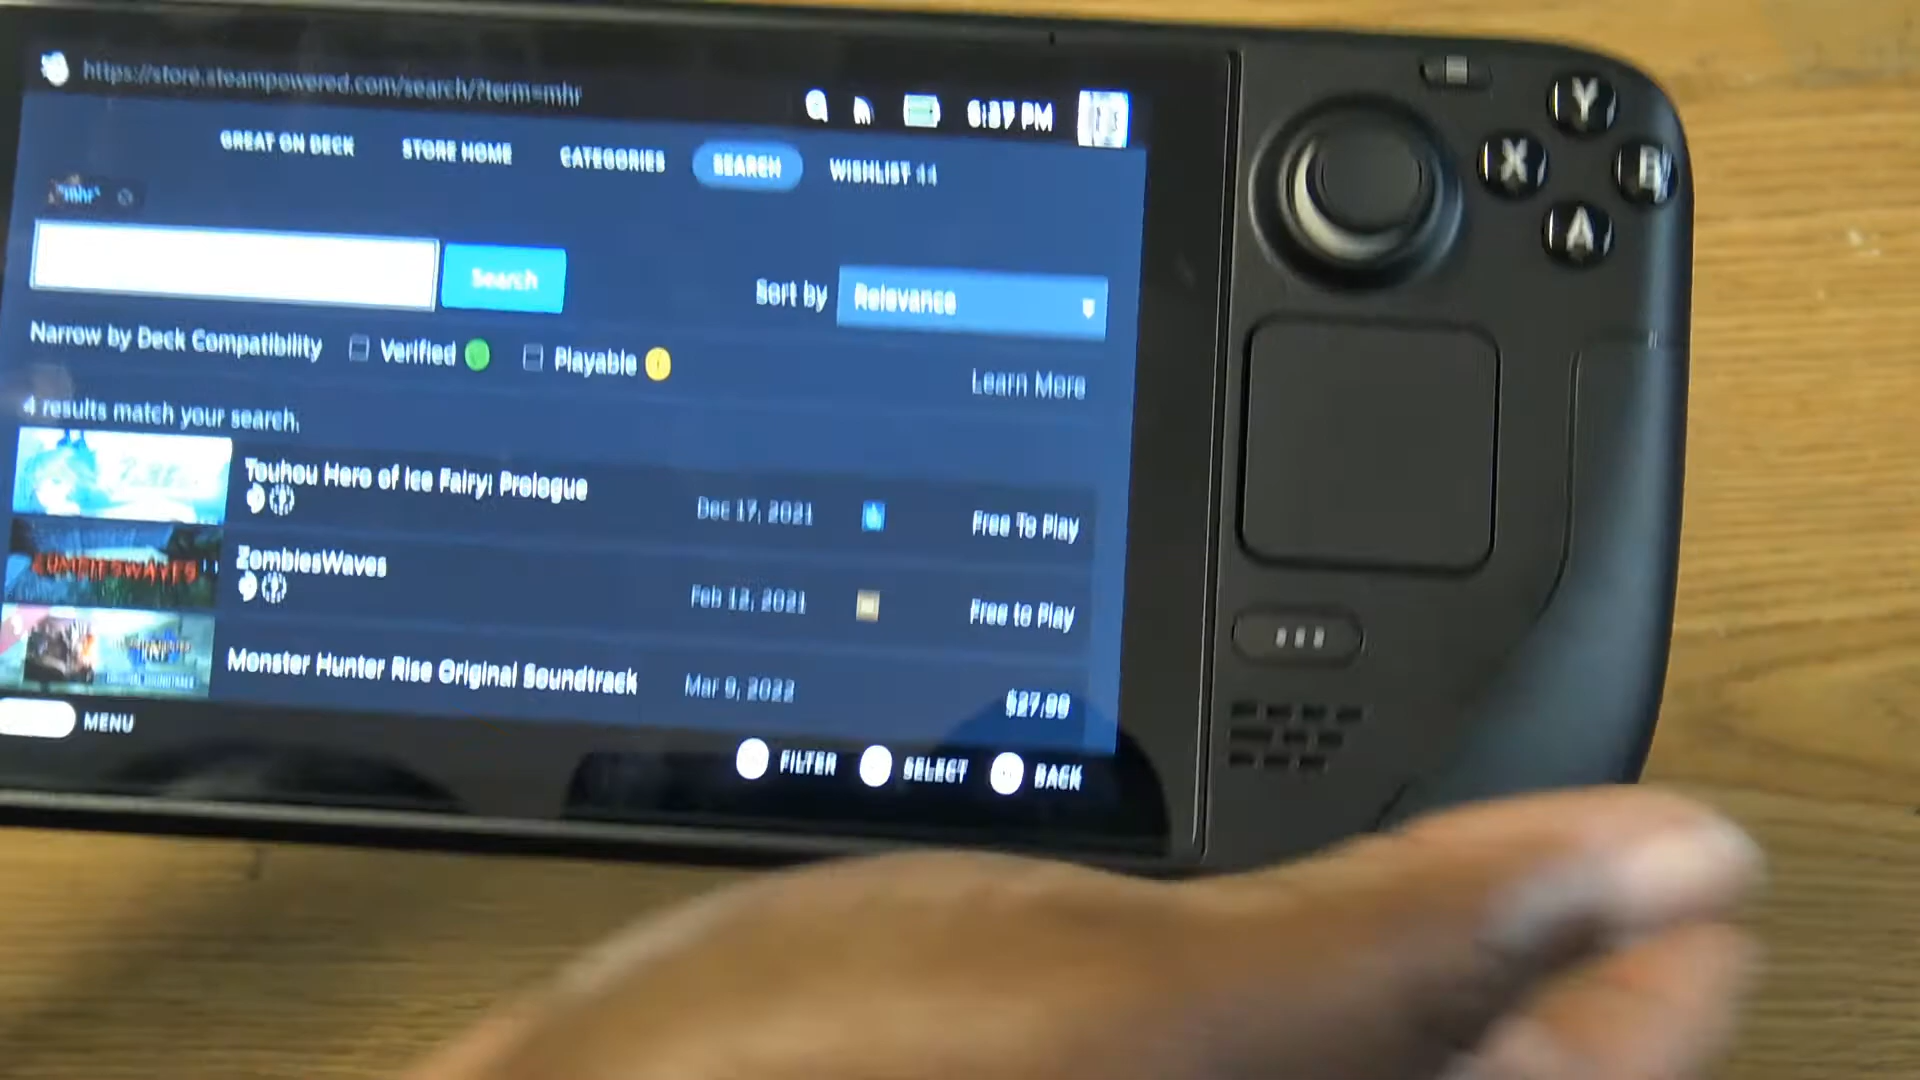 https://store.steampowered.com/search/?term=mhr
6:37 PM
GREAT ON DECK STORE HOME CATEGORIES SEARCH WISHLIST 44
"mhr"
Search
Sort by Relevance
Narrow by Deck Compatibility Verified Playable
Learn More
4 results match your search.
Touhou Hero of Ice Fairy: Prologue
Dec 17, 2021
Free To Play
ZombiesWaves
Feb 12, 2021
Free to Play
ZOMBIESWAVES
Monster Hunter Rise Original Soundtrack
Mar 9, 2022
$27.99
MENU
FILTER SELECT BACK
Y
X
B
A